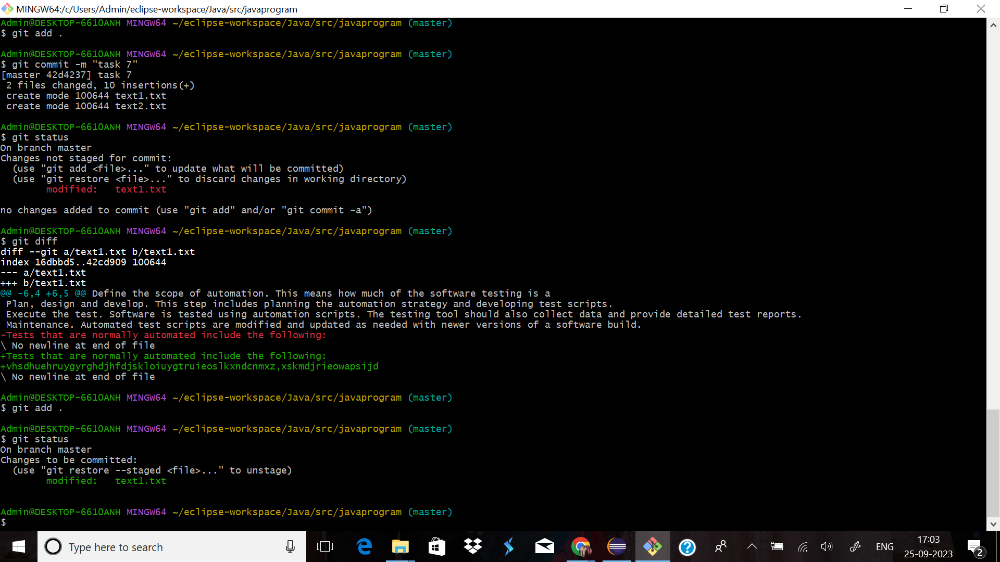 MINGW64:/c/Users/Admin/eclipse-workspace/Java/src/javaprogram
Admin@DESKTOP-661OANH MINGW64 ~/eclipse-workspace/Java/src/javaprogram (master)
$ git add .
Admin@DESKTOP-661OANH MINGW64 ~/eclipse-workspace/Java/src/javaprogram (master)
$ git commit -m "task 7"
[master 42d4237] task 7
 2 files changed, 10 insertions(+)
 create mode 100644 text1.txt
 create mode 100644 text2.txt
Admin@DESKTOP-661OANH MINGW64 ~/eclipse-workspace/Java/src/javaprogram (master)
$ git status
On branch master
Changes not staged for commit:
  (use "git add <file>..." to update what will be committed)
  (use "git restore <file>..." to discard changes in working directory)
        modified:   text1.txt
no changes added to commit (use "git add" and/or "git commit -a")
Admin@DESKTOP-661OANH MINGW64 ~/eclipse-workspace/Java/src/javaprogram (master)
$ git diff
diff --git a/text1.txt b/text1.txt
index 16dbbd5..42cd909 100644
--- a/text1.txt
+++ b/text1.txt
@@ -6,4 +6,5 @@ Define the scope of automation. This means how much of the software testing is a
 Plan, design and develop. This step includes planning the automation strategy and developing test scripts.
 Execute the test. Software is tested using automation scripts. The testing tool should also collect data and provide detailed test reports.
 Maintenance. Automated test scripts are modified and updated as needed with newer versions of a software build.
-Tests that are normally automated include the following:
\ No newline at end of file
+Tests that are normally automated include the following:
+vhsdhuehruygyrghdjhfdjskloiuygtruieoslkxndcnmxz,xskmdjrieowapsijd
\ No newline at end of file
Admin@DESKTOP-661OANH MINGW64 ~/eclipse-workspace/Java/src/javaprogram (master)
$ git add .
Admin@DESKTOP-661OANH MINGW64 ~/eclipse-workspace/Java/src/javaprogram (master)
$ git status
On branch master
Changes to be committed:
  (use "git restore --staged <file>..." to unstage)
        modified:   text1.txt
Admin@DESKTOP-661OANH MINGW64 ~/eclipse-workspace/Java/src/javaprogram (master)
$
Type here to search
ENG
17:03
25-09-2023
2